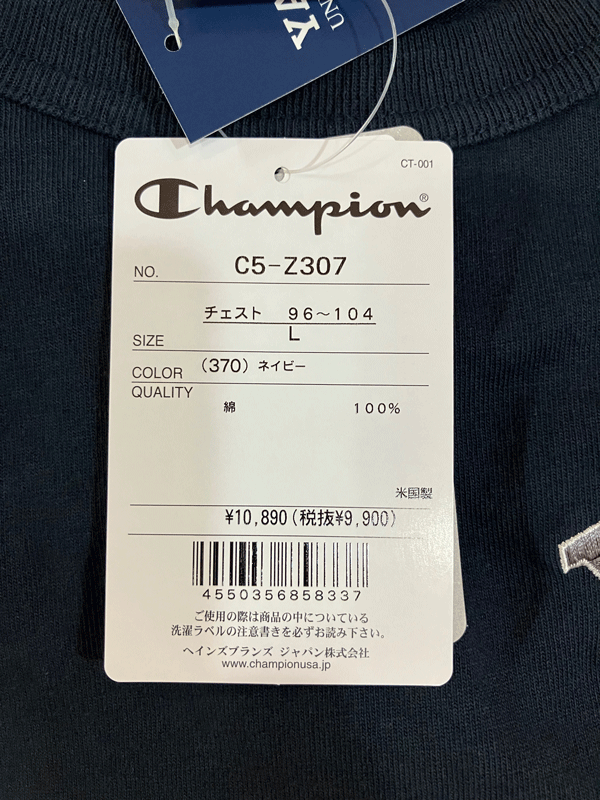 CT-001
Champion®
NO. C5-Z307
チェスト 96～104
SIZE L
COLOR (370) ネイビー
QUALITY
綿 100%
米国製
¥10,890(税抜¥9,900)
4550356858337
ご使用の際は商品の中についている
洗濯ラベルの注意書きを必ずお読み下さい。
ヘインズブランズ ジャパン株式会社
www.championusa.jp